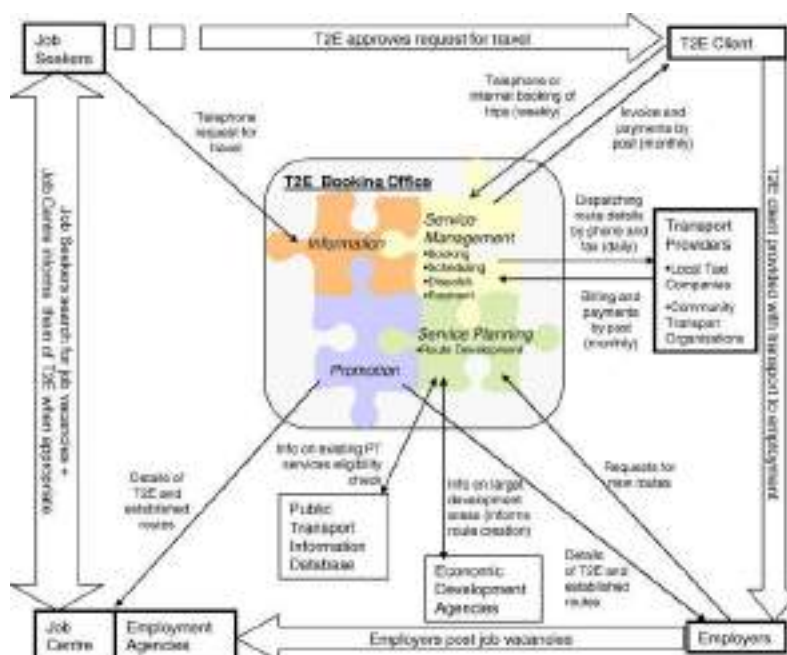 Job
Seekers
T2E approves request for travel
T2E Client
Telephone
request for
travel
Telephone or
internet booking of
trips (weekly)
Invoice and
payments by
post (monthly)
T2E Booking Office
Information
Service
Management
•Booking
•Scheduling
•Dispatch
•Payment
Dispatching
route details
by phone and
fax (daily)
Billing and
payments
by post
(monthly)
Transport
Providers
•Local Taxi
Companies
•Community
Transport
Organisations
Service Planning
•Route Development
Promotion
Job Seekers search for job vacancies +
Job Centre informs them of T2E when appropriate
T2E client provided with transport to employment
Details of
T2E and
established
routes
Info on existing PT
services eligibility
check
Public
Transport
Information
Database
Info on target
development
areas (informs
route creation)
Economic
Development
Agencies
Requests for
new routes
Details
of T2E and
established
routes
Job
Centre
Employment
Agencies
Employers post job vacancies
Employers